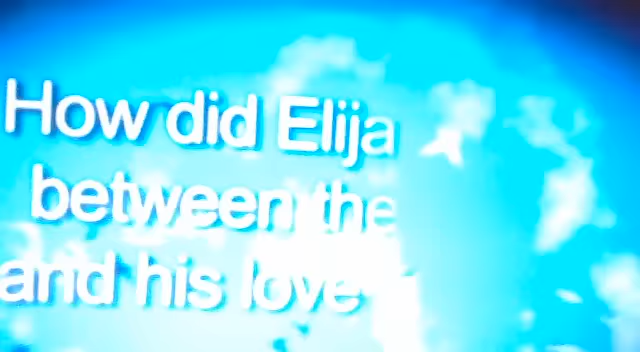 How did Elija
between the
and his love